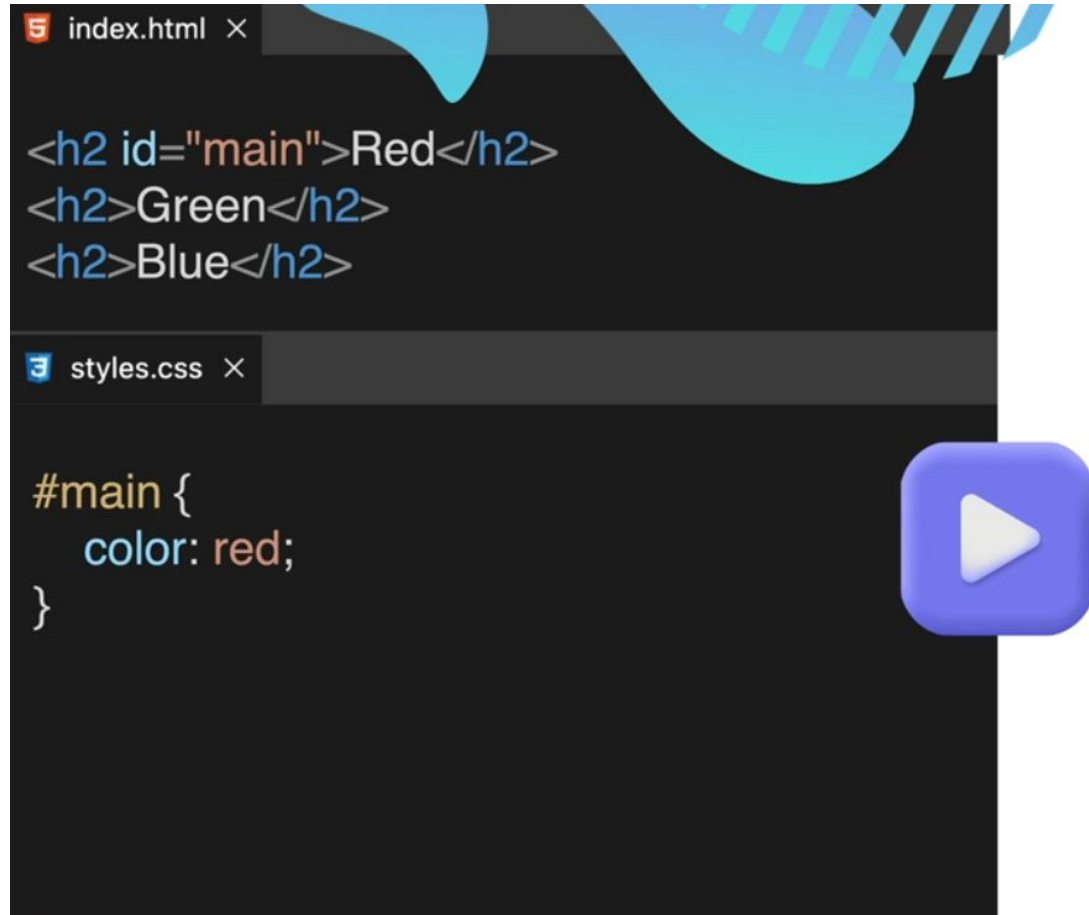 index.html ×
<h2 id="main">Red</h2>
<h2>Green</h2>
<h2>Blue</h2>
styles.css ×
#main {
color: red;
}